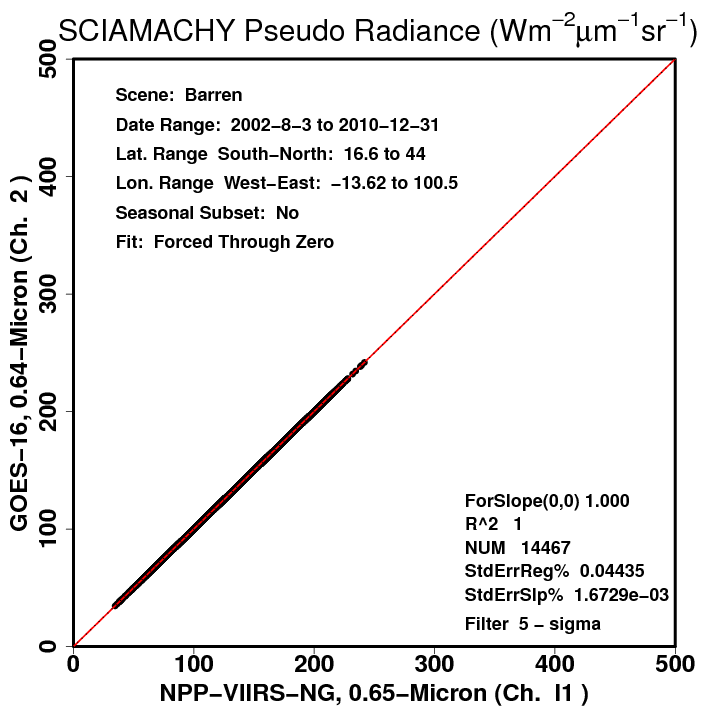 SCIAMACHY Pseudo Radiance (Wm⁻²μm⁻¹sr⁻¹)
Scene:  Barren
Date Range:  2002−8−3 to 2010−12−31
Lat. Range  South−North:  16.6 to 44
Lon. Range  West−East:  −13.62 to 100.5
Seasonal Subset:  No
Fit:  Forced Through Zero
GOES−16, 0.64−Micron (Ch.  2 )
500
400
300
200
100
0
ForSlope(0,0) 1.000
R^2   1
NUM   14467
StdErrReg%  0.04435
StdErrSlp%  1.6729e−03
Filter  5 − sigma
0 100 200 300 400 500
NPP−VIIRS−NG, 0.65−Micron (Ch.  I1 )